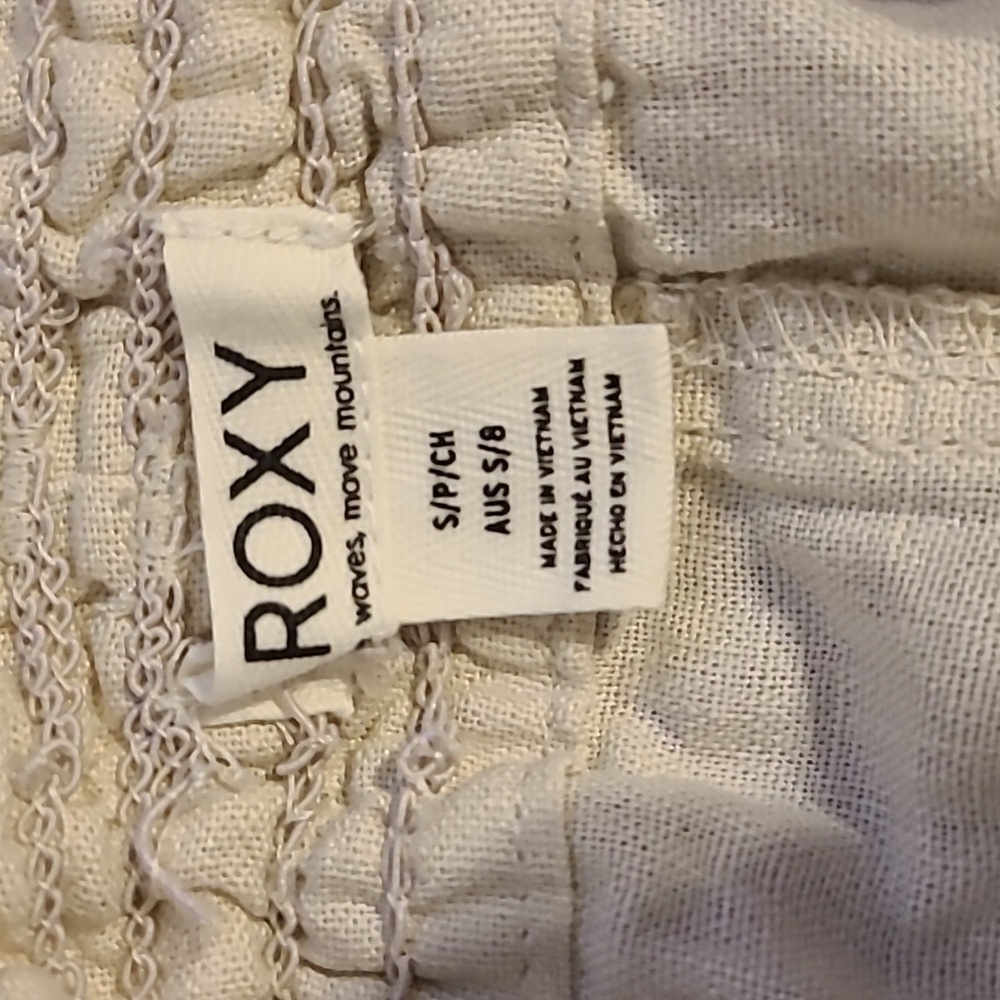 ROXY
waves, move mountains.
S/P/CH
AUS S/8
MADE IN VIETNAM
FABRIQUÉ AU VIETNAM
HECHO EN VIETNAM